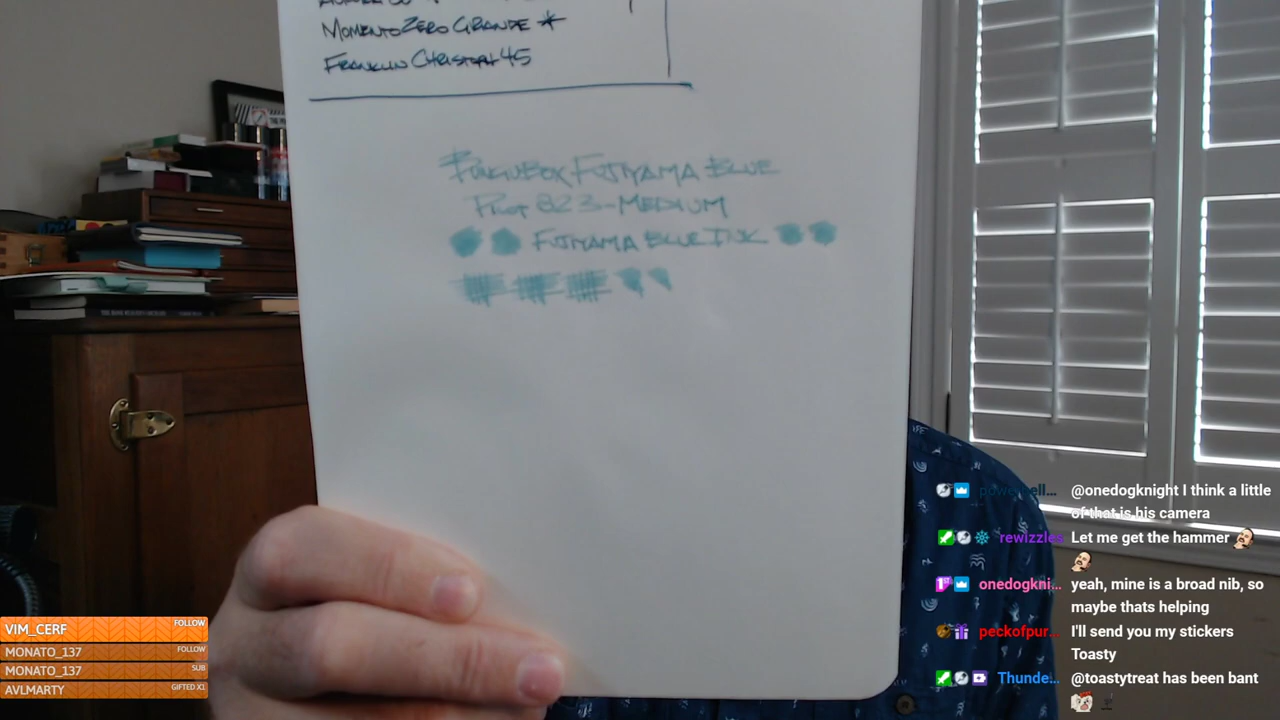 Momento Zero Grande *
Franklin Christoph 45
Fukubox Fujiyama Blue
Pilot 823-Medium
Fujiyama Blue Ink
@onedogknight I think a little
of that is his camera
rewizzles Let me get the hammer
onedogkni... yeah, mine is a broad nib, so
maybe thats helping
peckofpur... I'll send you my stickers
Toasty
Thunde... @toastytreat has been bant
VIM_CERF FOLLOW
MONATO_137 FOLLOW
MONATO_137 SUB
AVLMARTY GIFTED X1